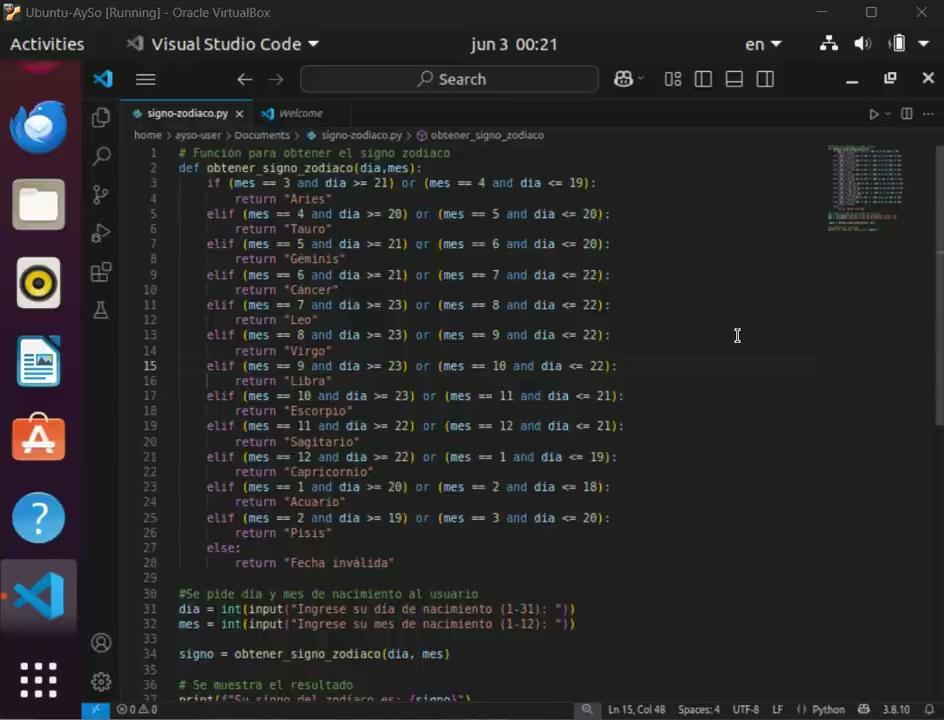 Ubuntu-AySo [Running] - Oracle VirtualBox
Activities
Visual Studio Code
jun 3 00:21
en
Search
signo-zodiaco.py
Welcome
home > ayso-user > Documents > signo-zodiaco.py > obtener_signo_zodiaco
1 # Función para obtener el signo zodiaco
2 def obtener_signo_zodiaco(dia,mes):
3 if (mes == 3 and dia >= 21) or (mes == 4 and dia <= 19):
4 return "Aries"
5 elif (mes == 4 and dia >= 20) or (mes == 5 and dia <= 20):
6 return "Tauro"
7 elif (mes == 5 and dia >= 21) or (mes == 6 and dia <= 20):
8 return "Géminis"
9 elif (mes == 6 and dia >= 21) or (mes == 7 and dia <= 22):
10 return "Cáncer"
11 elif (mes == 7 and dia >= 23) or (mes == 8 and dia <= 22):
12 return "Leo"
13 elif (mes == 8 and dia >= 23) or (mes == 9 and dia <= 22):
14 return "Virgo"
15 elif (mes == 9 and dia >= 23) or (mes == 10 and dia <= 22):
16 return "Libra"
17 elif (mes == 10 and dia >= 23) or (mes == 11 and dia <= 21):
18 return "Escorpio"
19 elif (mes == 11 and dia >= 22) or (mes == 12 and dia <= 21):
20 return "Sagitario"
21 elif (mes == 12 and dia >= 22) or (mes == 1 and dia <= 19):
22 return "Capricornio"
23 elif (mes == 1 and dia >= 20) or (mes == 2 and dia <= 18):
24 return "Acuario"
25 elif (mes == 2 and dia >= 19) or (mes == 3 and dia <= 20):
26 return "Pisis"
27 else:
28 return "Fecha inválida"
29
30 #Se pide dia y mes de nacimiento al usuario
31 dia = int(input("Ingrese su día de nacimiento (1-31): "))
32 mes = int(input("Ingrese su mes de nacimiento (1-12): "))
33
34 signo = obtener_signo_zodiaco(dia, mes)
35
36 # Se muestra el resultado
37 print(f"Su signo del zodíaco es: {signo}")
0 0 Ln 15, Col 48 Spaces: 4 UTF-8 LF Python 3.8.10